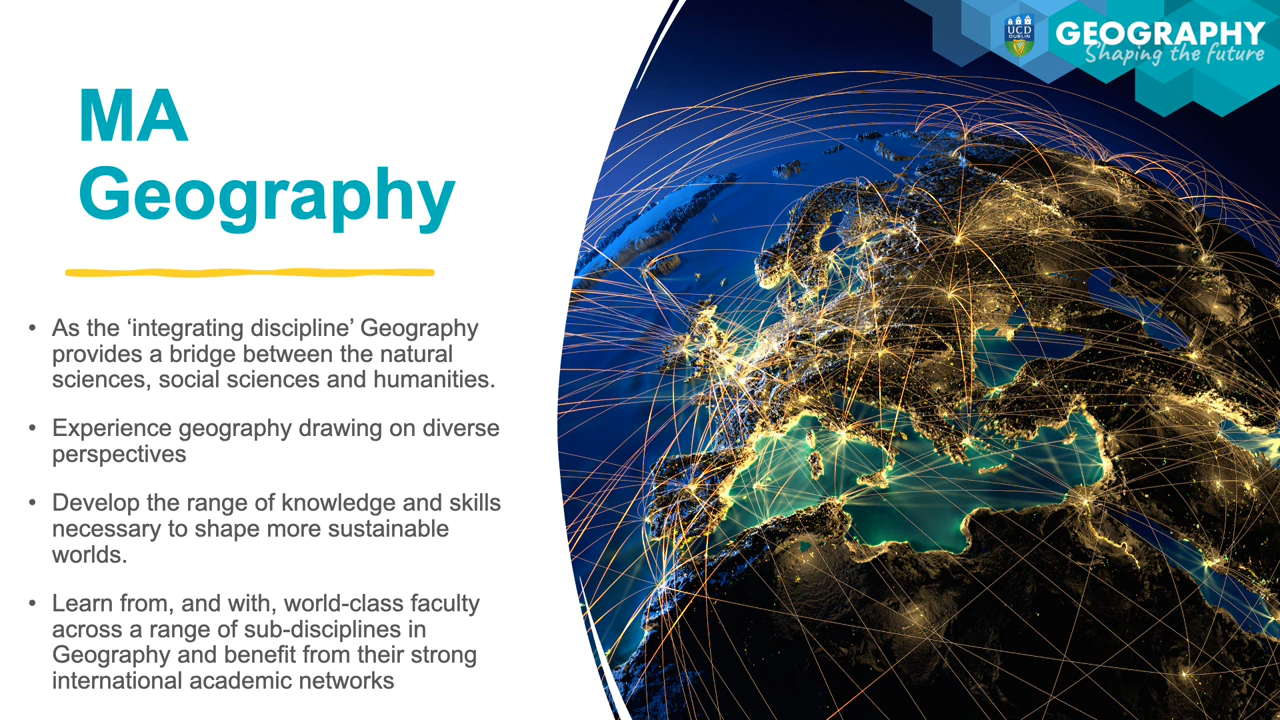 UCD
DUBLIN
GEOGRAPHY
Shaping the future
MA
Geography
• As the ‘integrating discipline’ Geography
provides a bridge between the natural
sciences, social sciences and humanities.
• Experience geography drawing on diverse
perspectives
• Develop the range of knowledge and skills
necessary to shape more sustainable
worlds.
• Learn from, and with, world-class faculty
across a range of sub-disciplines in
Geography and benefit from their strong
international academic networks